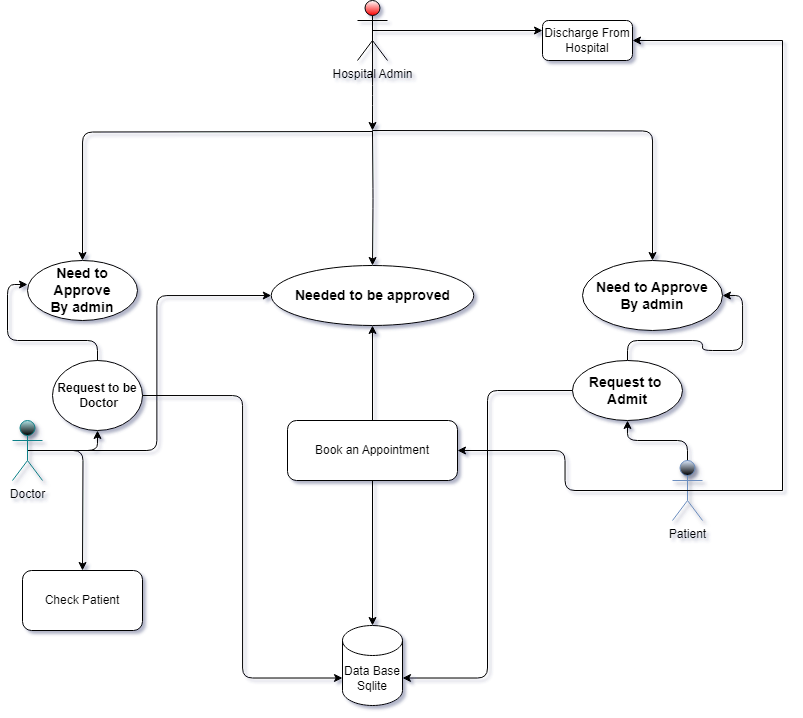 Discharge From
Hospital
Hospital Admin
Need to
Approve
By admin
Needed to be approved
Need to Approve
By admin
Request to be
Doctor
Request to
Admit
Book an Appointment
Doctor
Patient
Check Patient
Data Base
Sqlite